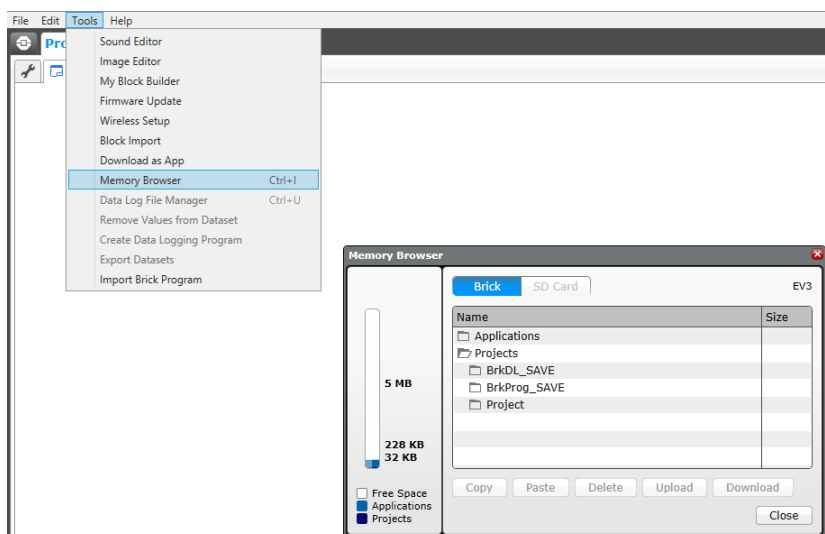 File Edit Tools Help
Pro
Sound Editor
Image Editor
My Block Builder
Firmware Update
Wireless Setup
Block Import
Download as App
Memory Browser Ctrl+I
Data Log File Manager Ctrl+U
Remove Values from Dataset
Create Data Logging Program
Export Datasets
Import Brick Program
Memory Browser
Brick SD Card EV3
Name Size
Applications
Projects
BrkDL_SAVE
BrkProg_SAVE
Project
5 MB
228 KB
32 KB
Free Space
Applications
Projects
Copy Paste Delete Upload Download
Close